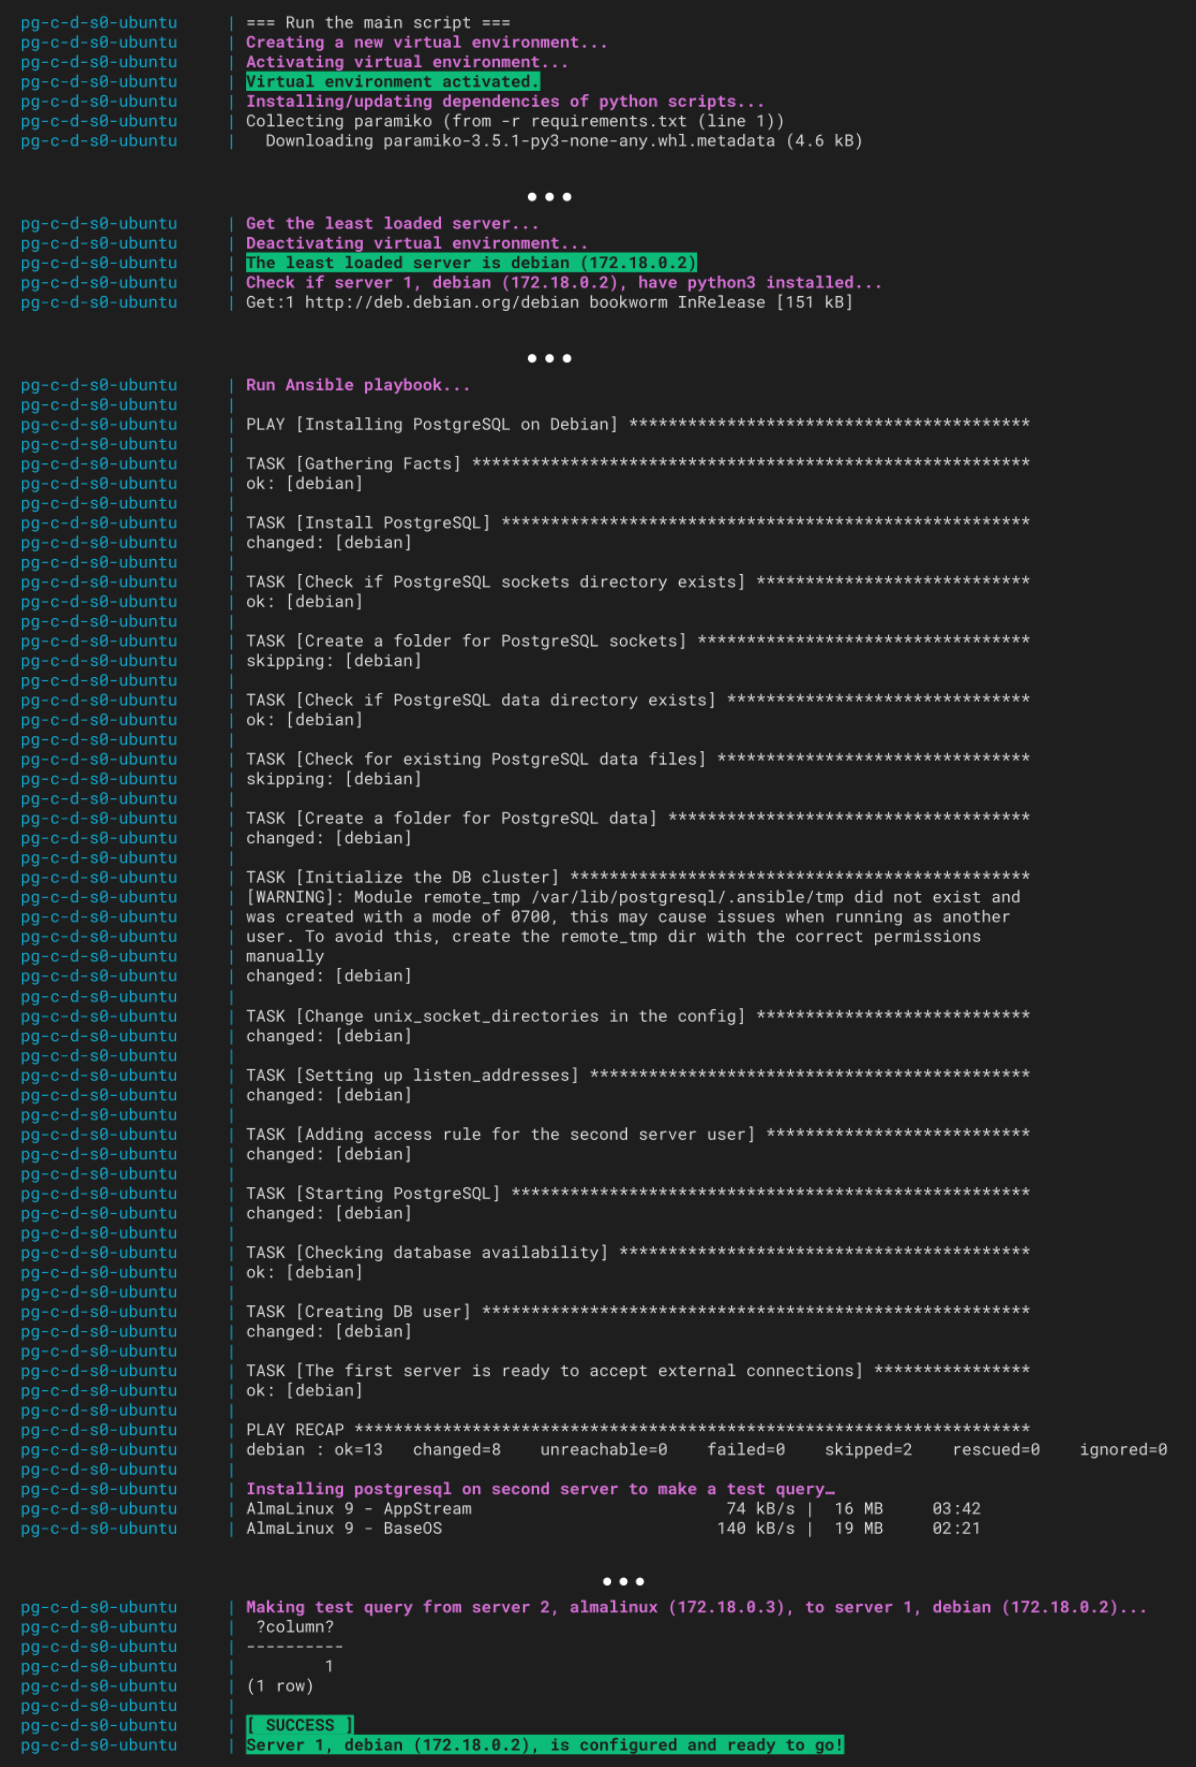 pg-c-d-s0-ubuntu | === Run the main script ===
pg-c-d-s0-ubuntu | Creating a new virtual environment...
pg-c-d-s0-ubuntu | Activating virtual environment...
pg-c-d-s0-ubuntu | Virtual environment activated.
pg-c-d-s0-ubuntu | Installing/updating dependencies of python scripts...
pg-c-d-s0-ubuntu | Collecting paramiko (from -r requirements.txt (line 1))
pg-c-d-s0-ubuntu |   Downloading paramiko-3.5.1-py3-none-any.whl.metadata (4.6 kB)
•••
pg-c-d-s0-ubuntu | Get the least loaded server...
pg-c-d-s0-ubuntu | Deactivating virtual environment...
pg-c-d-s0-ubuntu | The least loaded server is debian (172.18.0.2)
pg-c-d-s0-ubuntu | Check if server 1, debian (172.18.0.2), have python3 installed...
pg-c-d-s0-ubuntu | Get:1 http://deb.debian.org/debian bookworm InRelease [151 kB]
•••
pg-c-d-s0-ubuntu | Run Ansible playbook...
pg-c-d-s0-ubuntu |
pg-c-d-s0-ubuntu | PLAY [Installing PostgreSQL on Debian] *****************************************
pg-c-d-s0-ubuntu |
pg-c-d-s0-ubuntu | TASK [Gathering Facts] *********************************************************
pg-c-d-s0-ubuntu | ok: [debian]
pg-c-d-s0-ubuntu |
pg-c-d-s0-ubuntu | TASK [Install PostgreSQL] ******************************************************
pg-c-d-s0-ubuntu | changed: [debian]
pg-c-d-s0-ubuntu |
pg-c-d-s0-ubuntu | TASK [Check if PostgreSQL sockets directory exists] ****************************
pg-c-d-s0-ubuntu | ok: [debian]
pg-c-d-s0-ubuntu |
pg-c-d-s0-ubuntu | TASK [Create a folder for PostgreSQL sockets] **********************************
pg-c-d-s0-ubuntu | skipping: [debian]
pg-c-d-s0-ubuntu |
pg-c-d-s0-ubuntu | TASK [Check if PostgreSQL data directory exists] *******************************
pg-c-d-s0-ubuntu | ok: [debian]
pg-c-d-s0-ubuntu |
pg-c-d-s0-ubuntu | TASK [Check for existing PostgreSQL data files] ********************************
pg-c-d-s0-ubuntu | skipping: [debian]
pg-c-d-s0-ubuntu |
pg-c-d-s0-ubuntu | TASK [Create a folder for PostgreSQL data] *************************************
pg-c-d-s0-ubuntu | changed: [debian]
pg-c-d-s0-ubuntu |
pg-c-d-s0-ubuntu | TASK [Initialize the DB cluster] ***********************************************
pg-c-d-s0-ubuntu | [WARNING]: Module remote_tmp /var/lib/postgresql/.ansible/tmp did not exist and
pg-c-d-s0-ubuntu | was created with a mode of 0700, this may cause issues when running as another
pg-c-d-s0-ubuntu | user. To avoid this, create the remote_tmp dir with the correct permissions
pg-c-d-s0-ubuntu | manually
pg-c-d-s0-ubuntu | changed: [debian]
pg-c-d-s0-ubuntu |
pg-c-d-s0-ubuntu | TASK [Change unix_socket_directories in the config] ****************************
pg-c-d-s0-ubuntu | changed: [debian]
pg-c-d-s0-ubuntu |
pg-c-d-s0-ubuntu | TASK [Setting up listen_addresses] *********************************************
pg-c-d-s0-ubuntu | changed: [debian]
pg-c-d-s0-ubuntu |
pg-c-d-s0-ubuntu | TASK [Adding access rule for the second server user] ***************************
pg-c-d-s0-ubuntu | changed: [debian]
pg-c-d-s0-ubuntu |
pg-c-d-s0-ubuntu | TASK [Starting PostgreSQL] *****************************************************
pg-c-d-s0-ubuntu | changed: [debian]
pg-c-d-s0-ubuntu |
pg-c-d-s0-ubuntu | TASK [Checking database availability] ******************************************
pg-c-d-s0-ubuntu | ok: [debian]
pg-c-d-s0-ubuntu |
pg-c-d-s0-ubuntu | TASK [Creating DB user] ********************************************************
pg-c-d-s0-ubuntu | changed: [debian]
pg-c-d-s0-ubuntu |
pg-c-d-s0-ubuntu | TASK [The first server is ready to accept external connections] ****************
pg-c-d-s0-ubuntu | ok: [debian]
pg-c-d-s0-ubuntu |
pg-c-d-s0-ubuntu | PLAY RECAP *********************************************************************
pg-c-d-s0-ubuntu | debian : ok=13   changed=8    unreachable=0    failed=0    skipped=2    rescued=0    ignored=0
pg-c-d-s0-ubuntu |
pg-c-d-s0-ubuntu | Installing postgresql on second server to make a test query…
pg-c-d-s0-ubuntu | AlmaLinux 9 - AppStream                          74 kB/s |  16 MB     03:42
pg-c-d-s0-ubuntu | AlmaLinux 9 - BaseOS                            140 kB/s |  19 MB     02:21
•••
pg-c-d-s0-ubuntu | Making test query from server 2, almalinux (172.18.0.3), to server 1, debian (172.18.0.2)...
pg-c-d-s0-ubuntu |  ?column?
pg-c-d-s0-ubuntu | ----------
pg-c-d-s0-ubuntu |         1
pg-c-d-s0-ubuntu | (1 row)
pg-c-d-s0-ubuntu |
pg-c-d-s0-ubuntu | [ SUCCESS ]
pg-c-d-s0-ubuntu | Server 1, debian (172.18.0.2), is configured and ready to go!